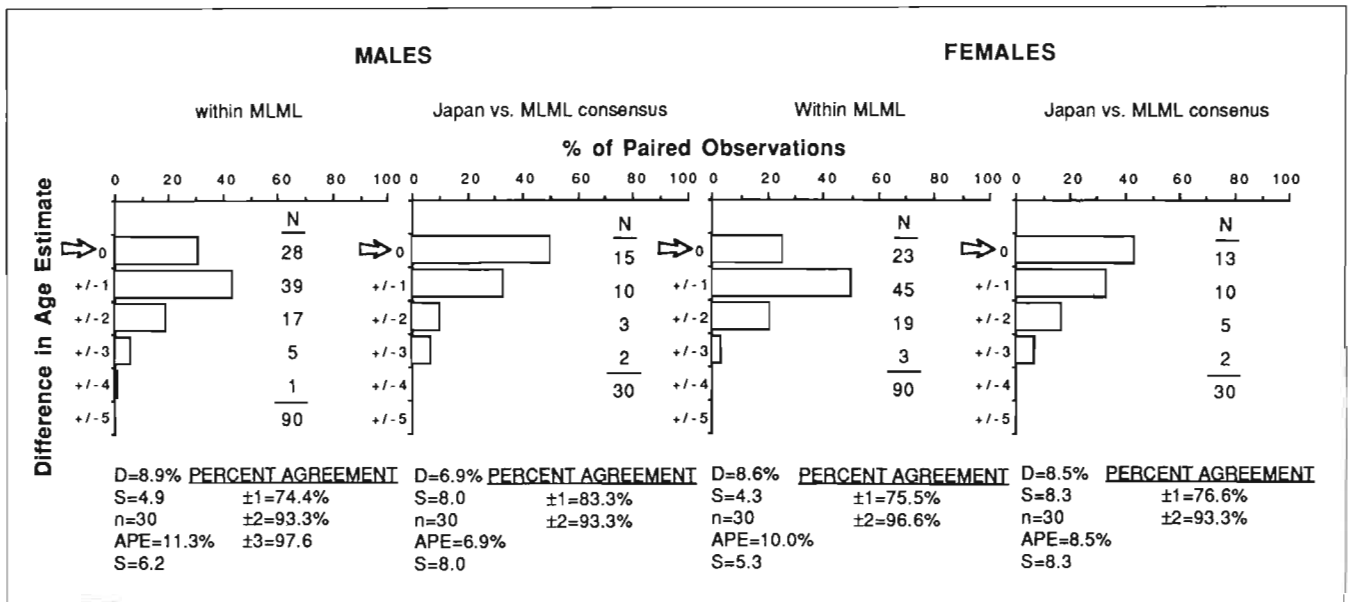 MALES FEMALES
within MLML Japan vs. MLML consensus Within MLML Japan vs. MLML consenus
% of Paired Observations
0 20 40 60 80 100 0 20 40 60 80 100 0 20 40 60 80 100 0 20 40 60 80 100
Difference in Age Estimate
N N N N
0 28 0 15 0 23 0 13
+/-1 39 +/-1 10 +/-1 45 +/-1 10
+/-2 17 +/-2 3 +/-2 19 +/-2 5
+/-3 5 +/-3 2 +/-3 3 +/-3 2
+/-4 1 +/-4 30 +/-4 90 +/-4 30
+/-5 90 +/-5 +/-5 +/-5
D=8.9% PERCENT AGREEMENT D=6.9% PERCENT AGREEMENT D=8.6% PERCENT AGREEMENT D=8.5% PERCENT AGREEMENT
S=4.9 ±1=74.4% S=8.0 ±1=83.3% S=4.3 ±1=75.5% S=8.3 ±1=76.6%
n=30 ±2=93.3% n=30 ±2=93.3% n=30 ±2=96.6% n=30 ±2=93.3%
APE=11.3% ±3=97.6 APE=6.9% APE=10.0% APE=8.5%
S=6.2 S=8.0 S=5.3 S=8.3